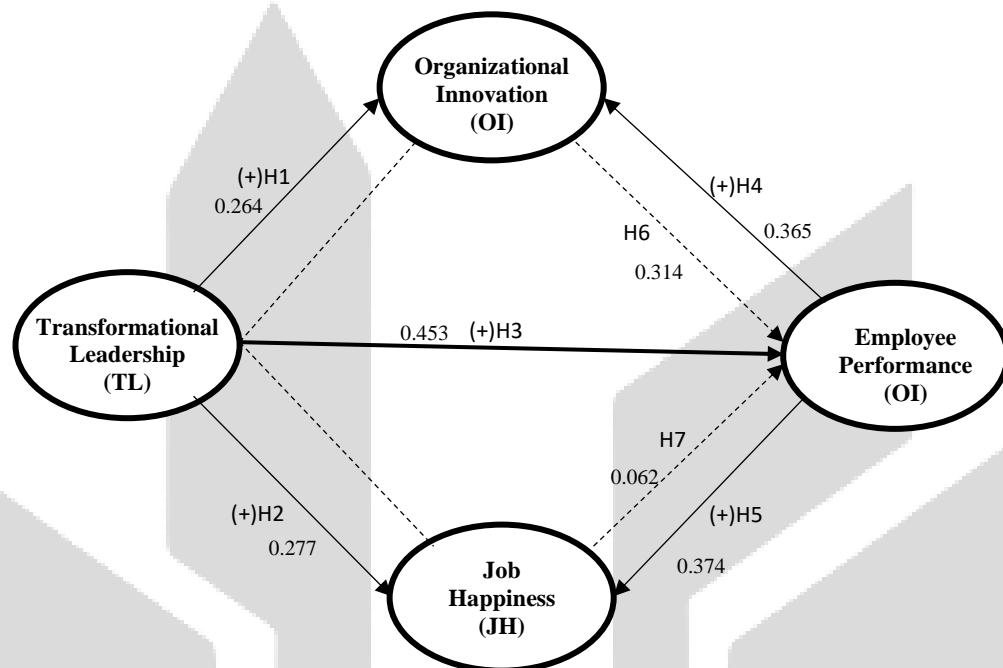 Organizational
Innovation
(OI)
(+)H1
0.264
(+)H4
0.365
H6
0.314
Transformational
Leadership
(TL)
0.453 (+)H3
Employee
Performance
(OI)
H7
0.062
(+)H2
0.277
(+)H5
0.374
Job
Happiness
(JH)